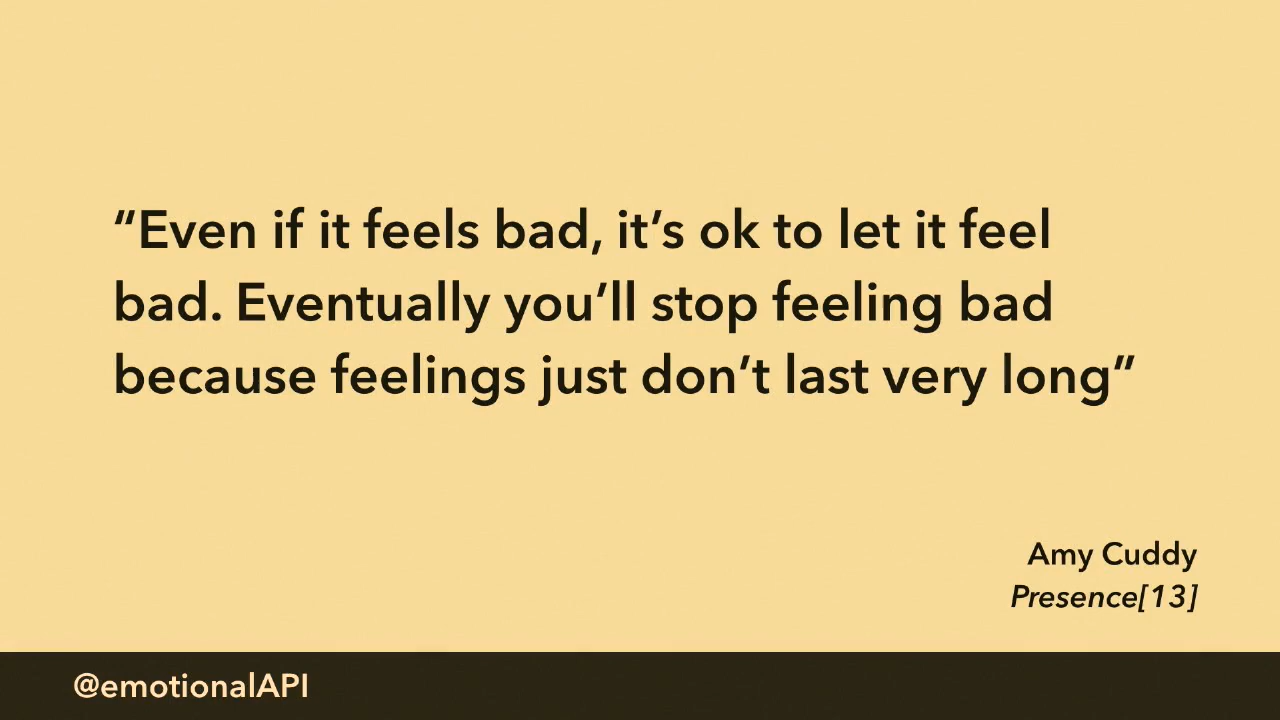 “Even if it feels bad, it’s ok to let it feel
bad. Eventually you’ll stop feeling bad
because feelings just don’t last very long”
Amy Cuddy
Presence[13]
@emotionalAPI